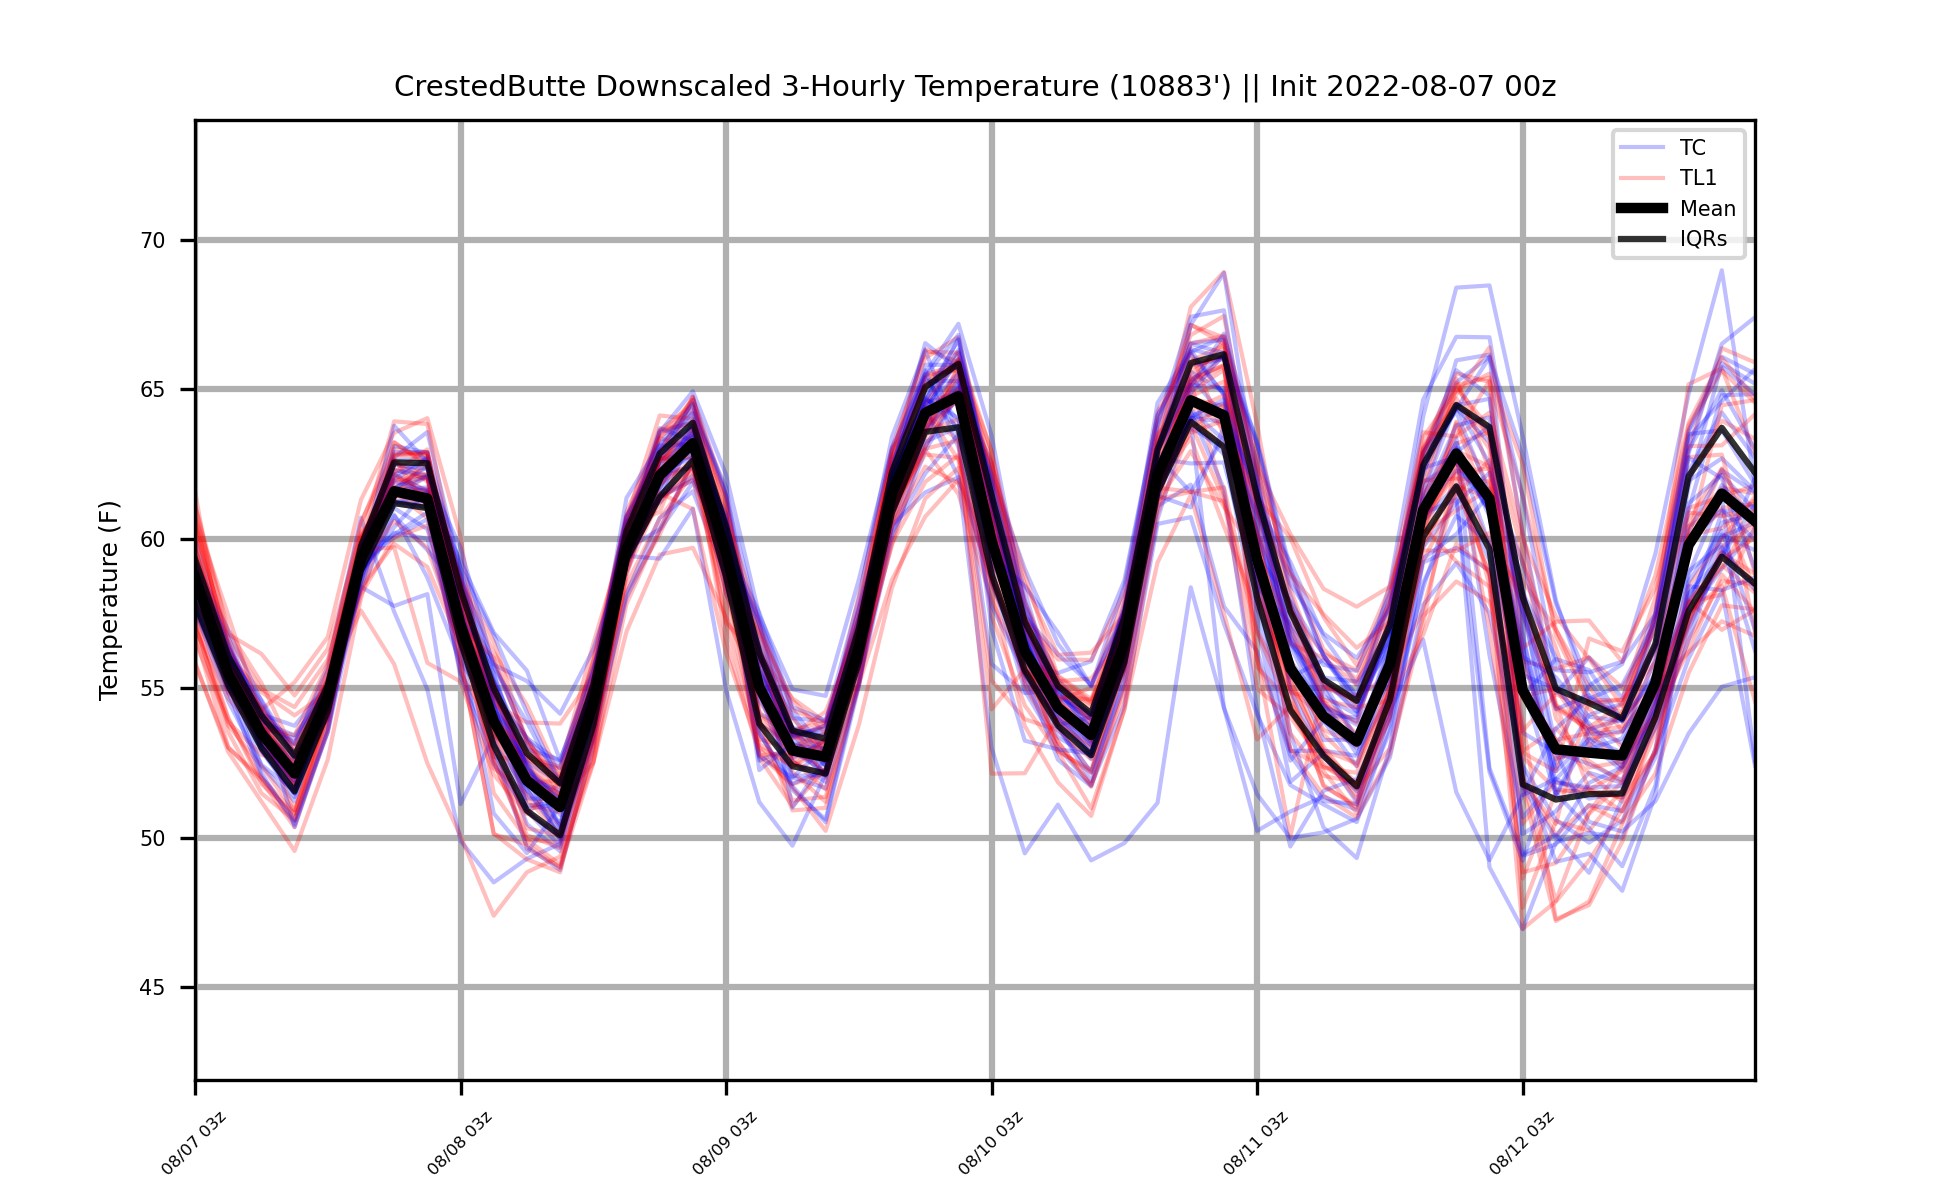 CrestedButte Downscaled 3-Hourly Temperature (10883') || Init 2022-08-07 00z
TC
TL1
Mean
IQRs
Temperature (F)
70
65
60
55
50
45
08/07 03z
08/08 03z
08/09 03z
08/10 03z
08/11 03z
08/12 03z